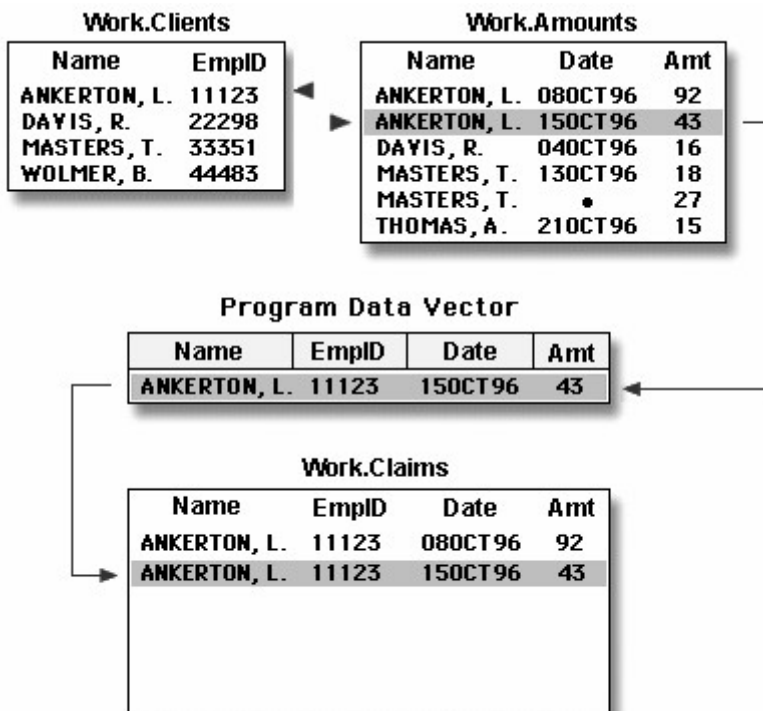 Work.Clients
Name EmpID
ANKERTON, L. 11123
DAVIS, R. 22298
MASTERS, T. 33351
WOLMER, B. 44483
Work.Amounts
Name Date Amt
ANKERTON, L. 08OCT96 92
ANKERTON, L. 15OCT96 43
DAVIS, R. 04OCT96 16
MASTERS, T. 13OCT96 18
MASTERS, T. • 27
THOMAS, A. 21OCT96 15
Program Data Vector
Name EmpID Date Amt
ANKERTON, L. 11123 15OCT96 43
Work.Claims
Name EmpID Date Amt
ANKERTON, L. 11123 08OCT96 92
ANKERTON, L. 11123 15OCT96 43